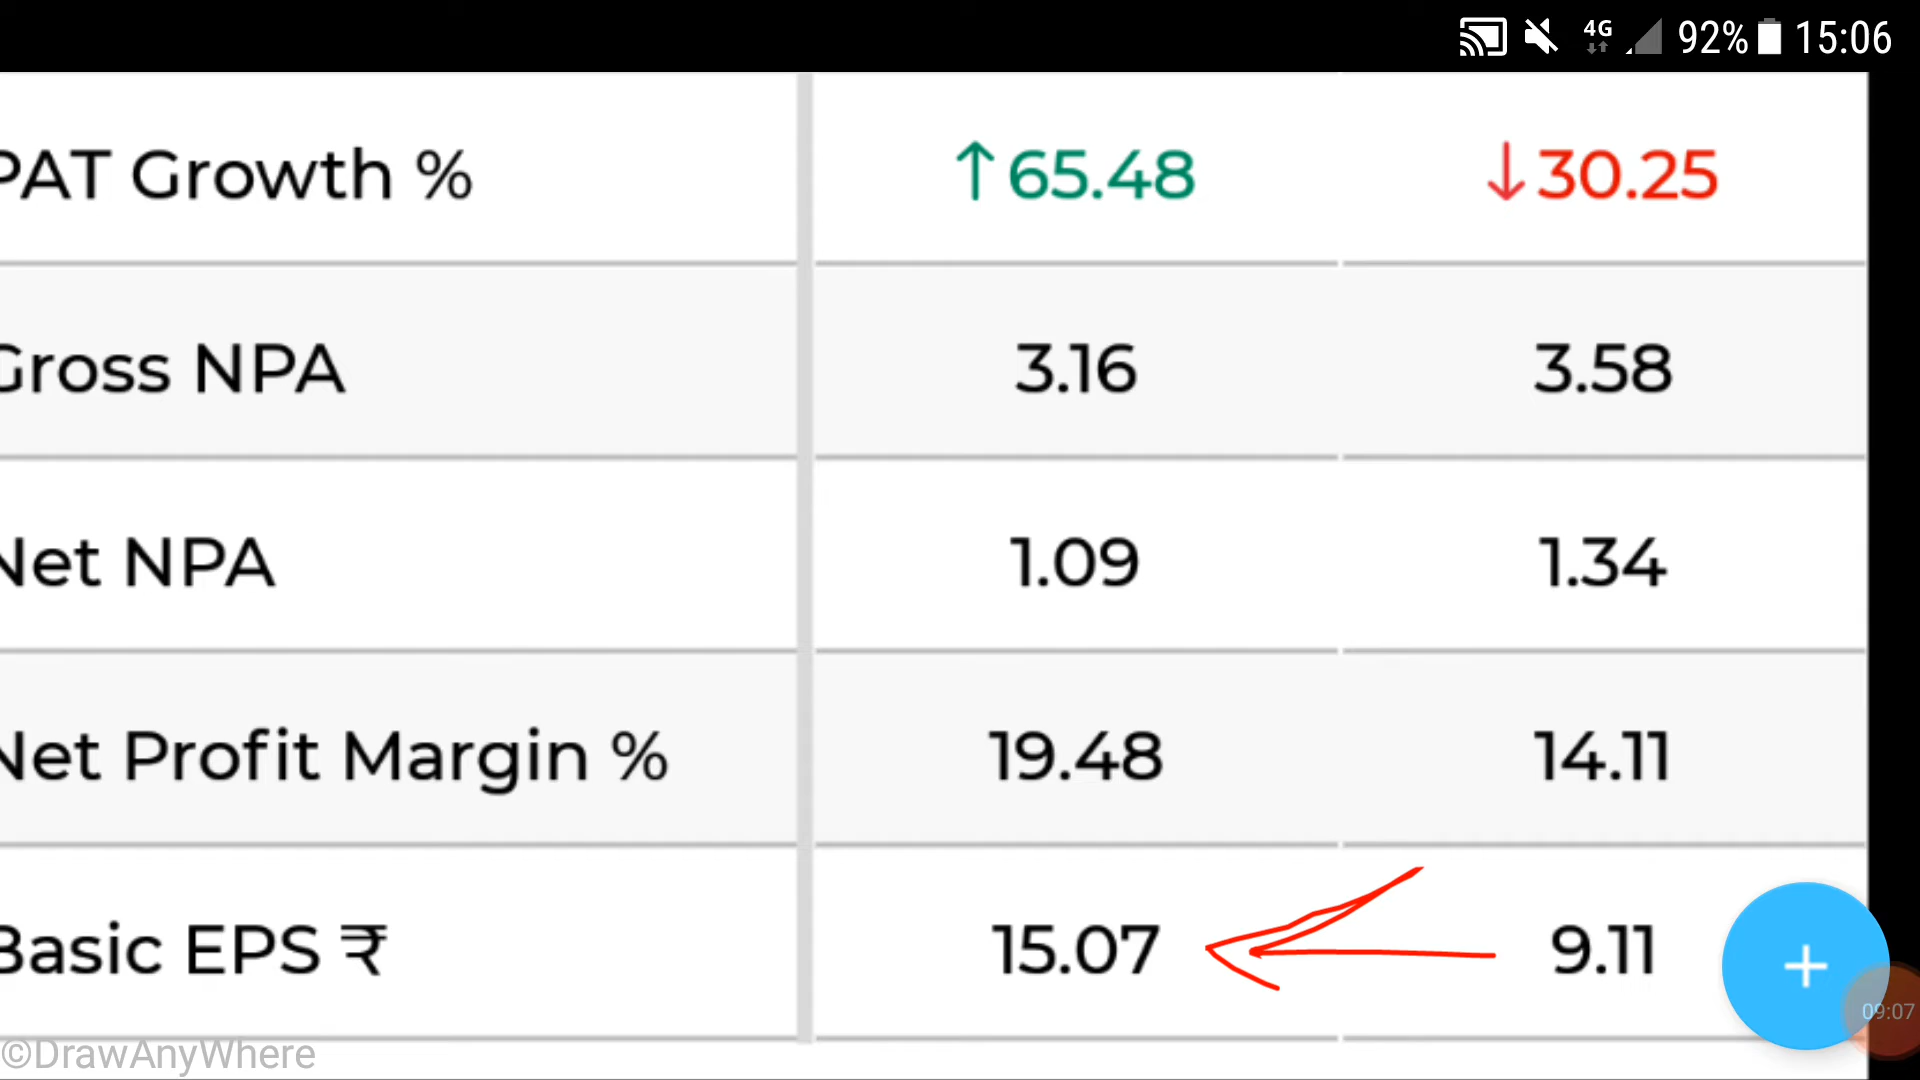 4G 92% 15:06
PAT Growth % ↑65.48 ↓30.25
Gross NPA 3.16 3.58
Net NPA 1.09 1.34
Net Profit Margin % 19.48 14.11
Basic EPS ₹ 15.07 9.11
+
09:07
©DrawAnyWhere